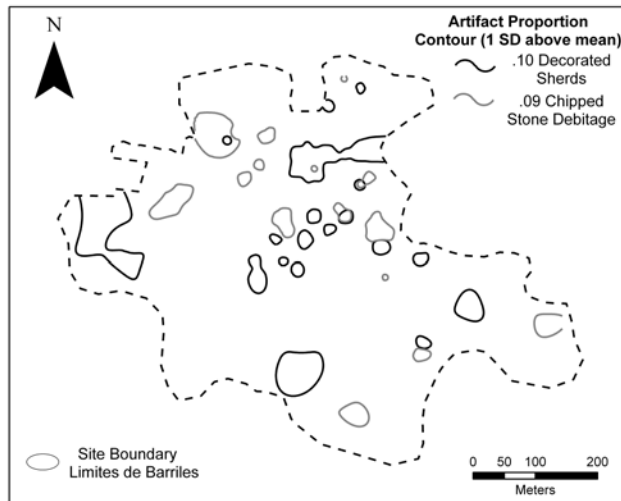 N
Artifact Proportion
Contour (1 SD above mean)
.10 Decorated
Sherds
.09 Chipped
Stone Debitage
Site Boundary
Limites de Barriles
0 50 100 200
Meters